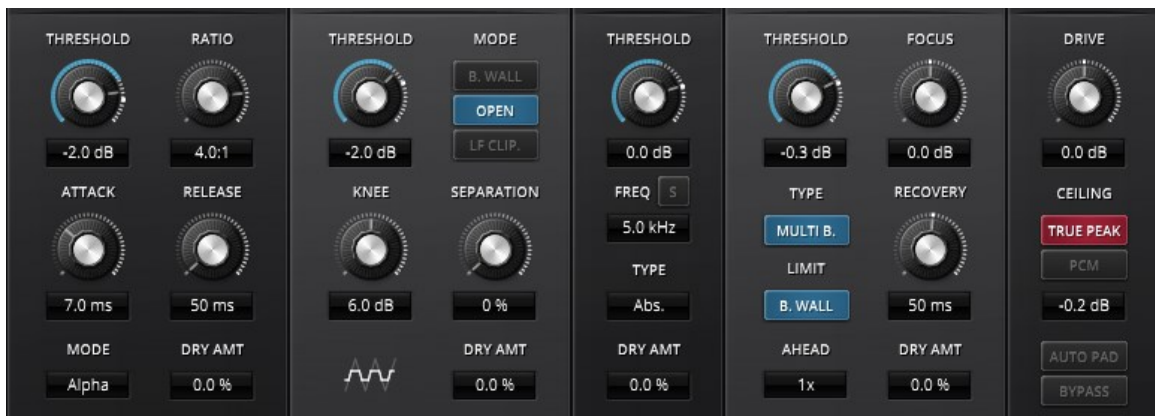 THRESHOLD RATIO
-2.0 dB 4.0:1
ATTACK RELEASE
7.0 ms 50 ms
MODE DRY AMT
Alpha 0.0 %
THRESHOLD MODE
B. WALL
OPEN
LF CLIP.
-2.0 dB
KNEE SEPARATION
6.0 dB 0 %
DRY AMT
0.0 %
THRESHOLD
0.0 dB
FREQ S
5.0 kHz
TYPE
Abs.
DRY AMT
0.0 %
THRESHOLD FOCUS
-0.3 dB 0.0 dB
TYPE RECOVERY
MULTI B.
LIMIT
B. WALL 50 ms
AHEAD DRY AMT
1x 0.0 %
DRIVE
0.0 dB
CEILING
TRUE PEAK
PCM
-0.2 dB
AUTO PAD
BYPASS